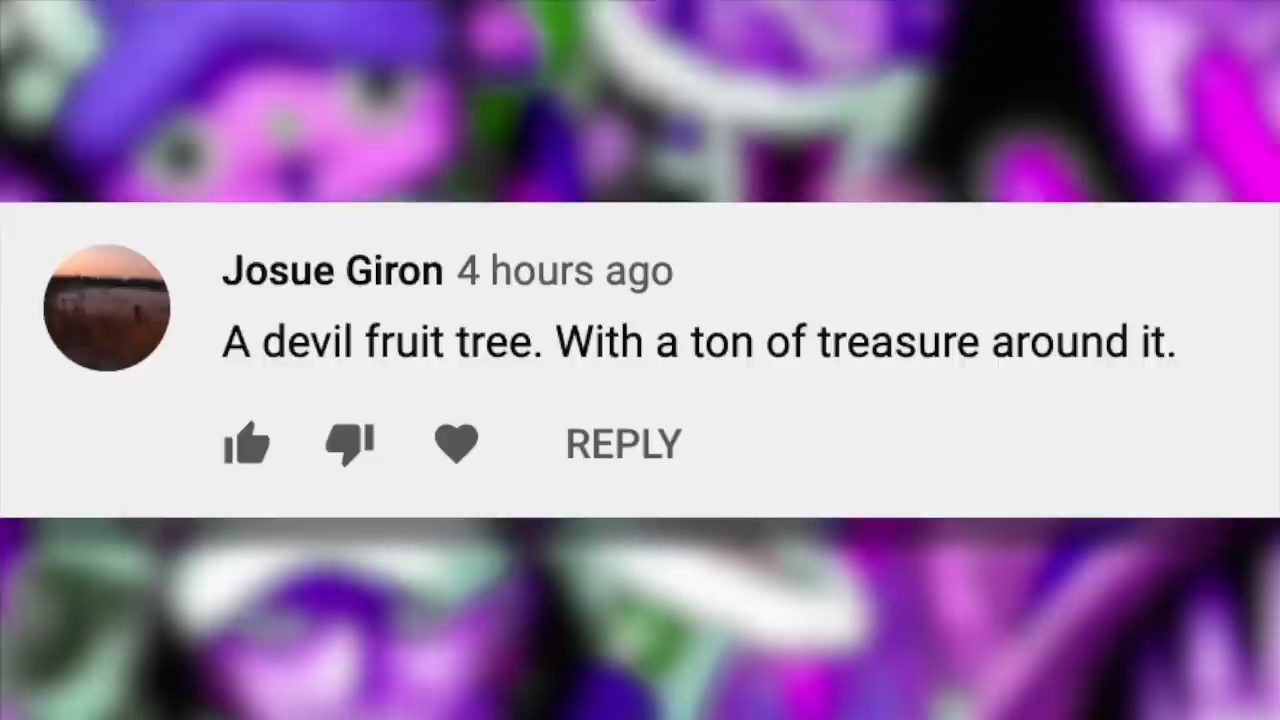 Josue Giron 4 hours ago
A devil fruit tree. With a ton of treasure around it.
REPLY